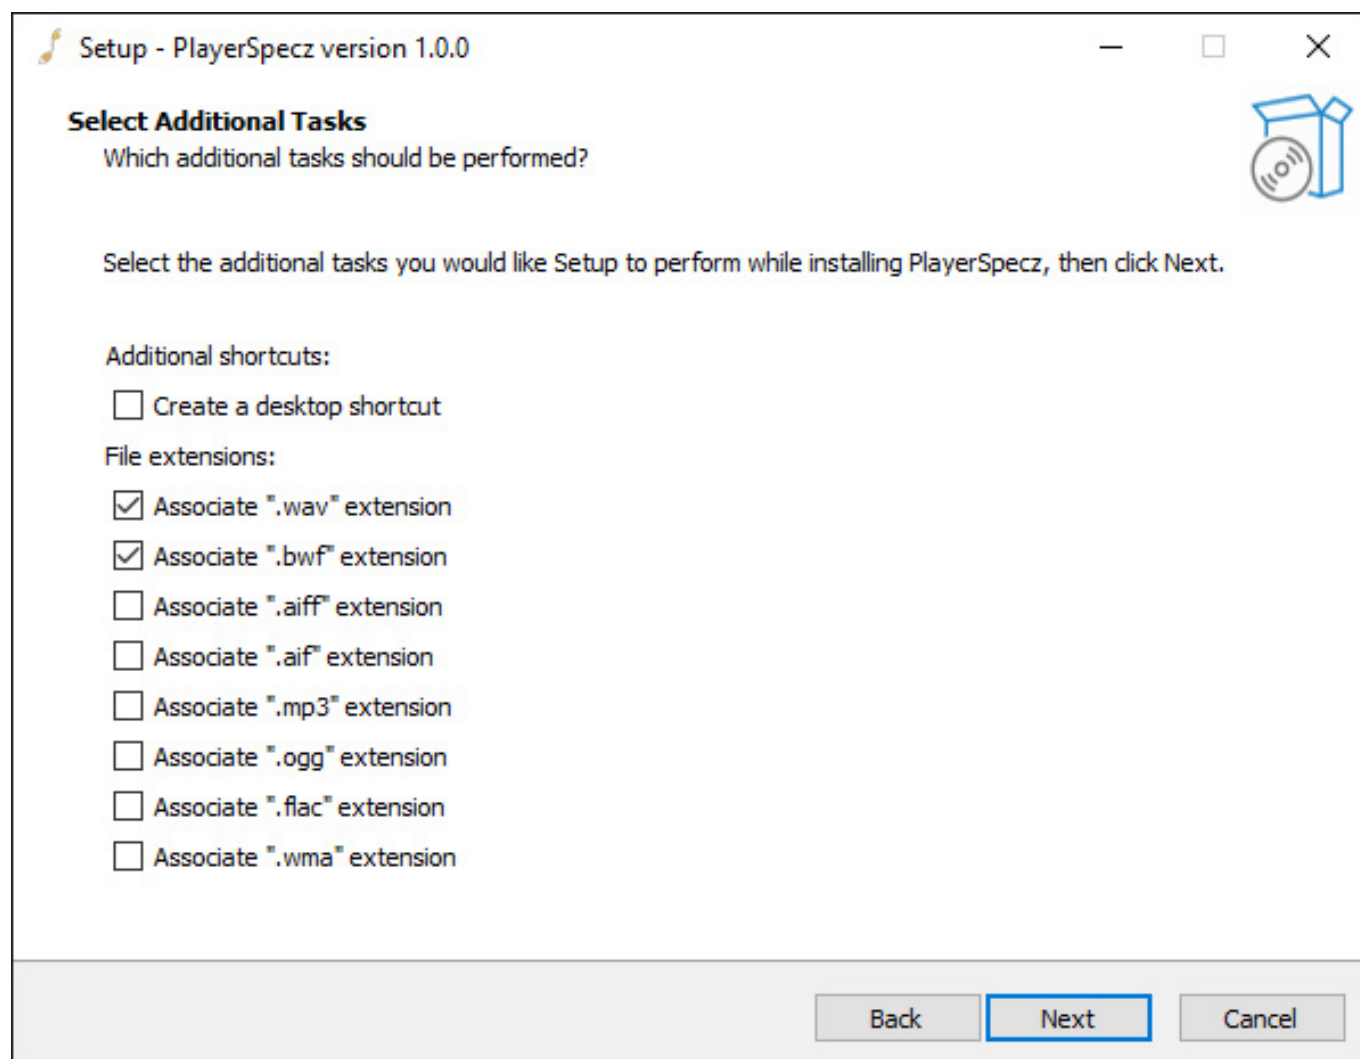 Setup - PlayerSpecz version 1.0.0
Select Additional Tasks
Which additional tasks should be performed?
Select the additional tasks you would like Setup to perform while installing PlayerSpecz, then click Next.
Additional shortcuts:
Create a desktop shortcut
File extensions:
Associate ".wav" extension
Associate ".bwf" extension
Associate ".aiff" extension
Associate ".aif" extension
Associate ".mp3" extension
Associate ".ogg" extension
Associate ".flac" extension
Associate ".wma" extension
Back Next Cancel